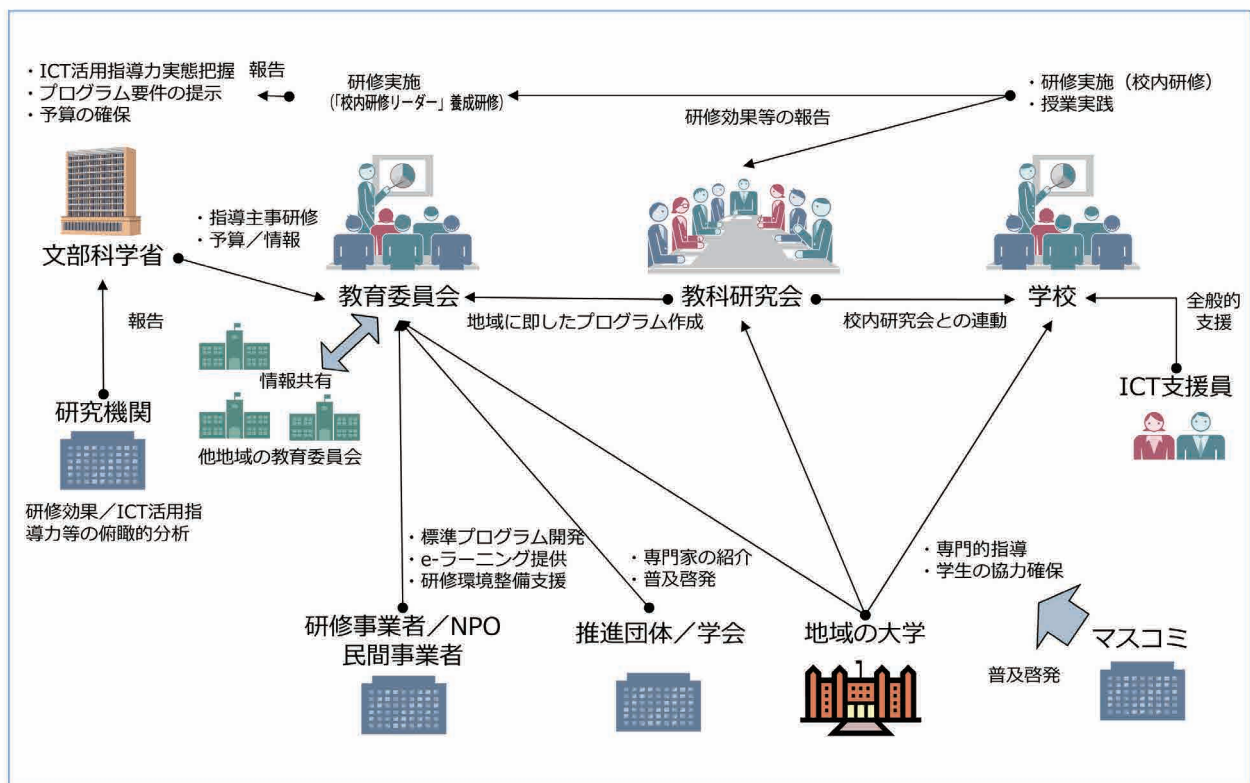 ・ICT活用指導力実態把握
・プログラム要件の提示
・予算の確保
報告
研修実施
(「校内研修リーダー」養成研修)
・研修実施（校内研修）
・授業実践
研修効果等の報告
・指導主事研修
・予算／情報
文部科学省
教育委員会
教科研究会
学校
地域に即したプログラム作成
校内研究会との連動
全般的
支援
報告
情報共有
ICT支援員
研究機関
他地域の教育委員会
研修効果／ICT活用指
導力等の俯瞰的分析
・標準プログラム開発
・e-ラーニング提供
・研修環境整備支援
・専門家の紹介
・普及啓発
・専門的指導
・学生の協力確保
研修事業者／NPO
民間事業者
推進団体／学会
地域の大学
マスコミ
普及啓発